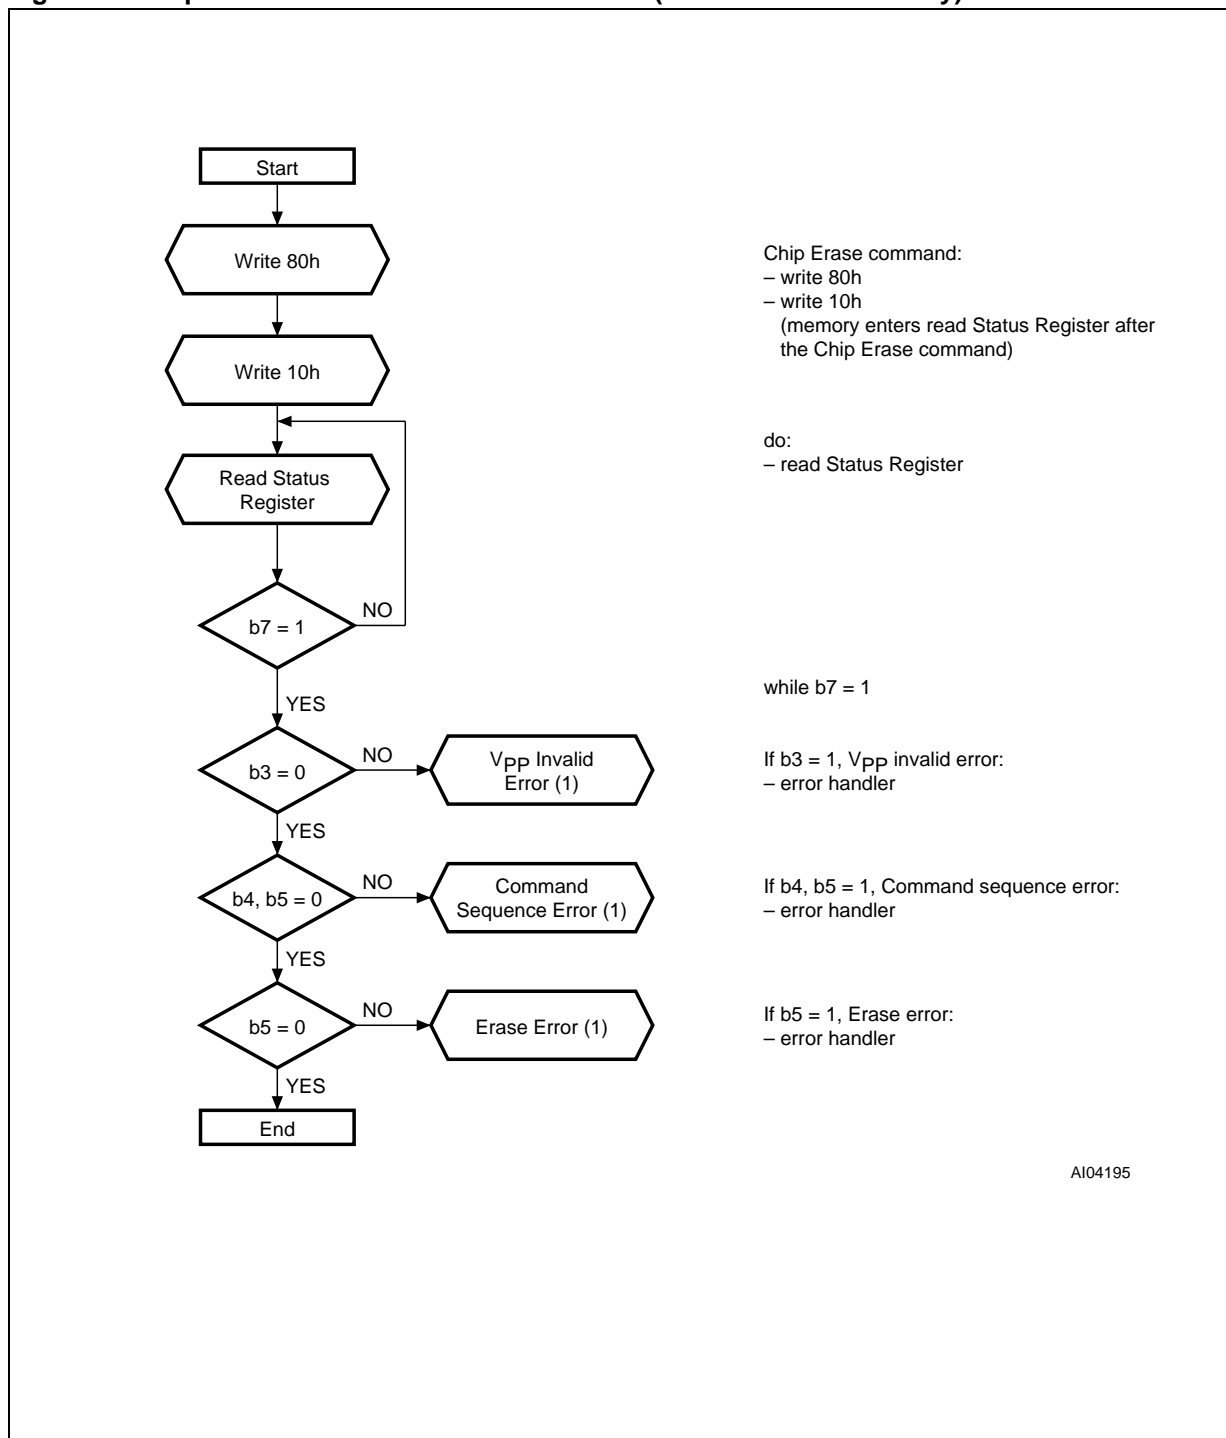 Start
Write 80h
Chip Erase command:
– write 80h
– write 10h
(memory enters read Status Register after
the Chip Erase command)
Write 10h
do:
– read Status Register
Read Status
Register
b7 = 1
NO
while b7 = 1
YES
b3 = 0
NO
VPP Invalid
Error (1)
If b3 = 1, VPP invalid error:
– error handler
YES
b4, b5 = 0
NO
Command
Sequence Error (1)
If b4, b5 = 1, Command sequence error:
– error handler
YES
b5 = 0
NO
Erase Error (1)
If b5 = 1, Erase error:
– error handler
YES
End
AI04195